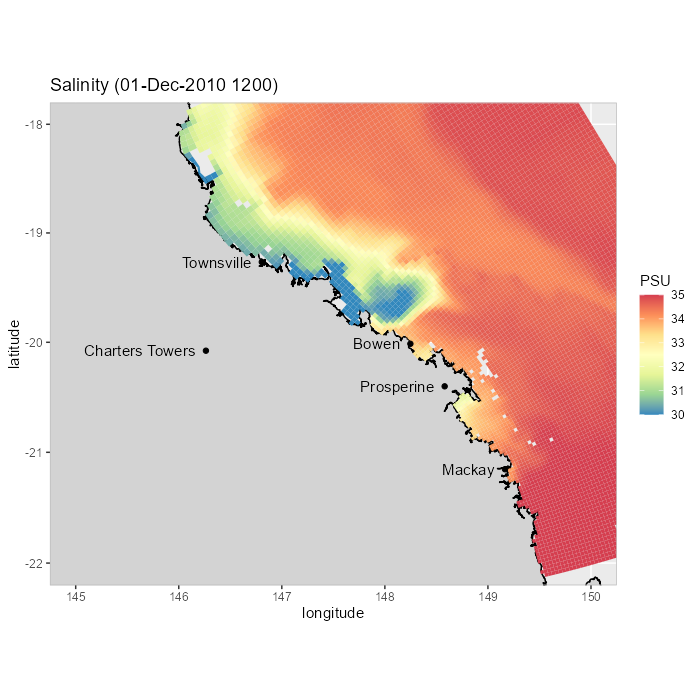 Salinity (01-Dec-2010 1200)
-18
-19
-20
-21
-22
latitude
Townsville
Charters Towers
Bowen
Prosperine
Mackay
145
146
147
148
149
150
longitude
PSU
35
34
33
32
31
30